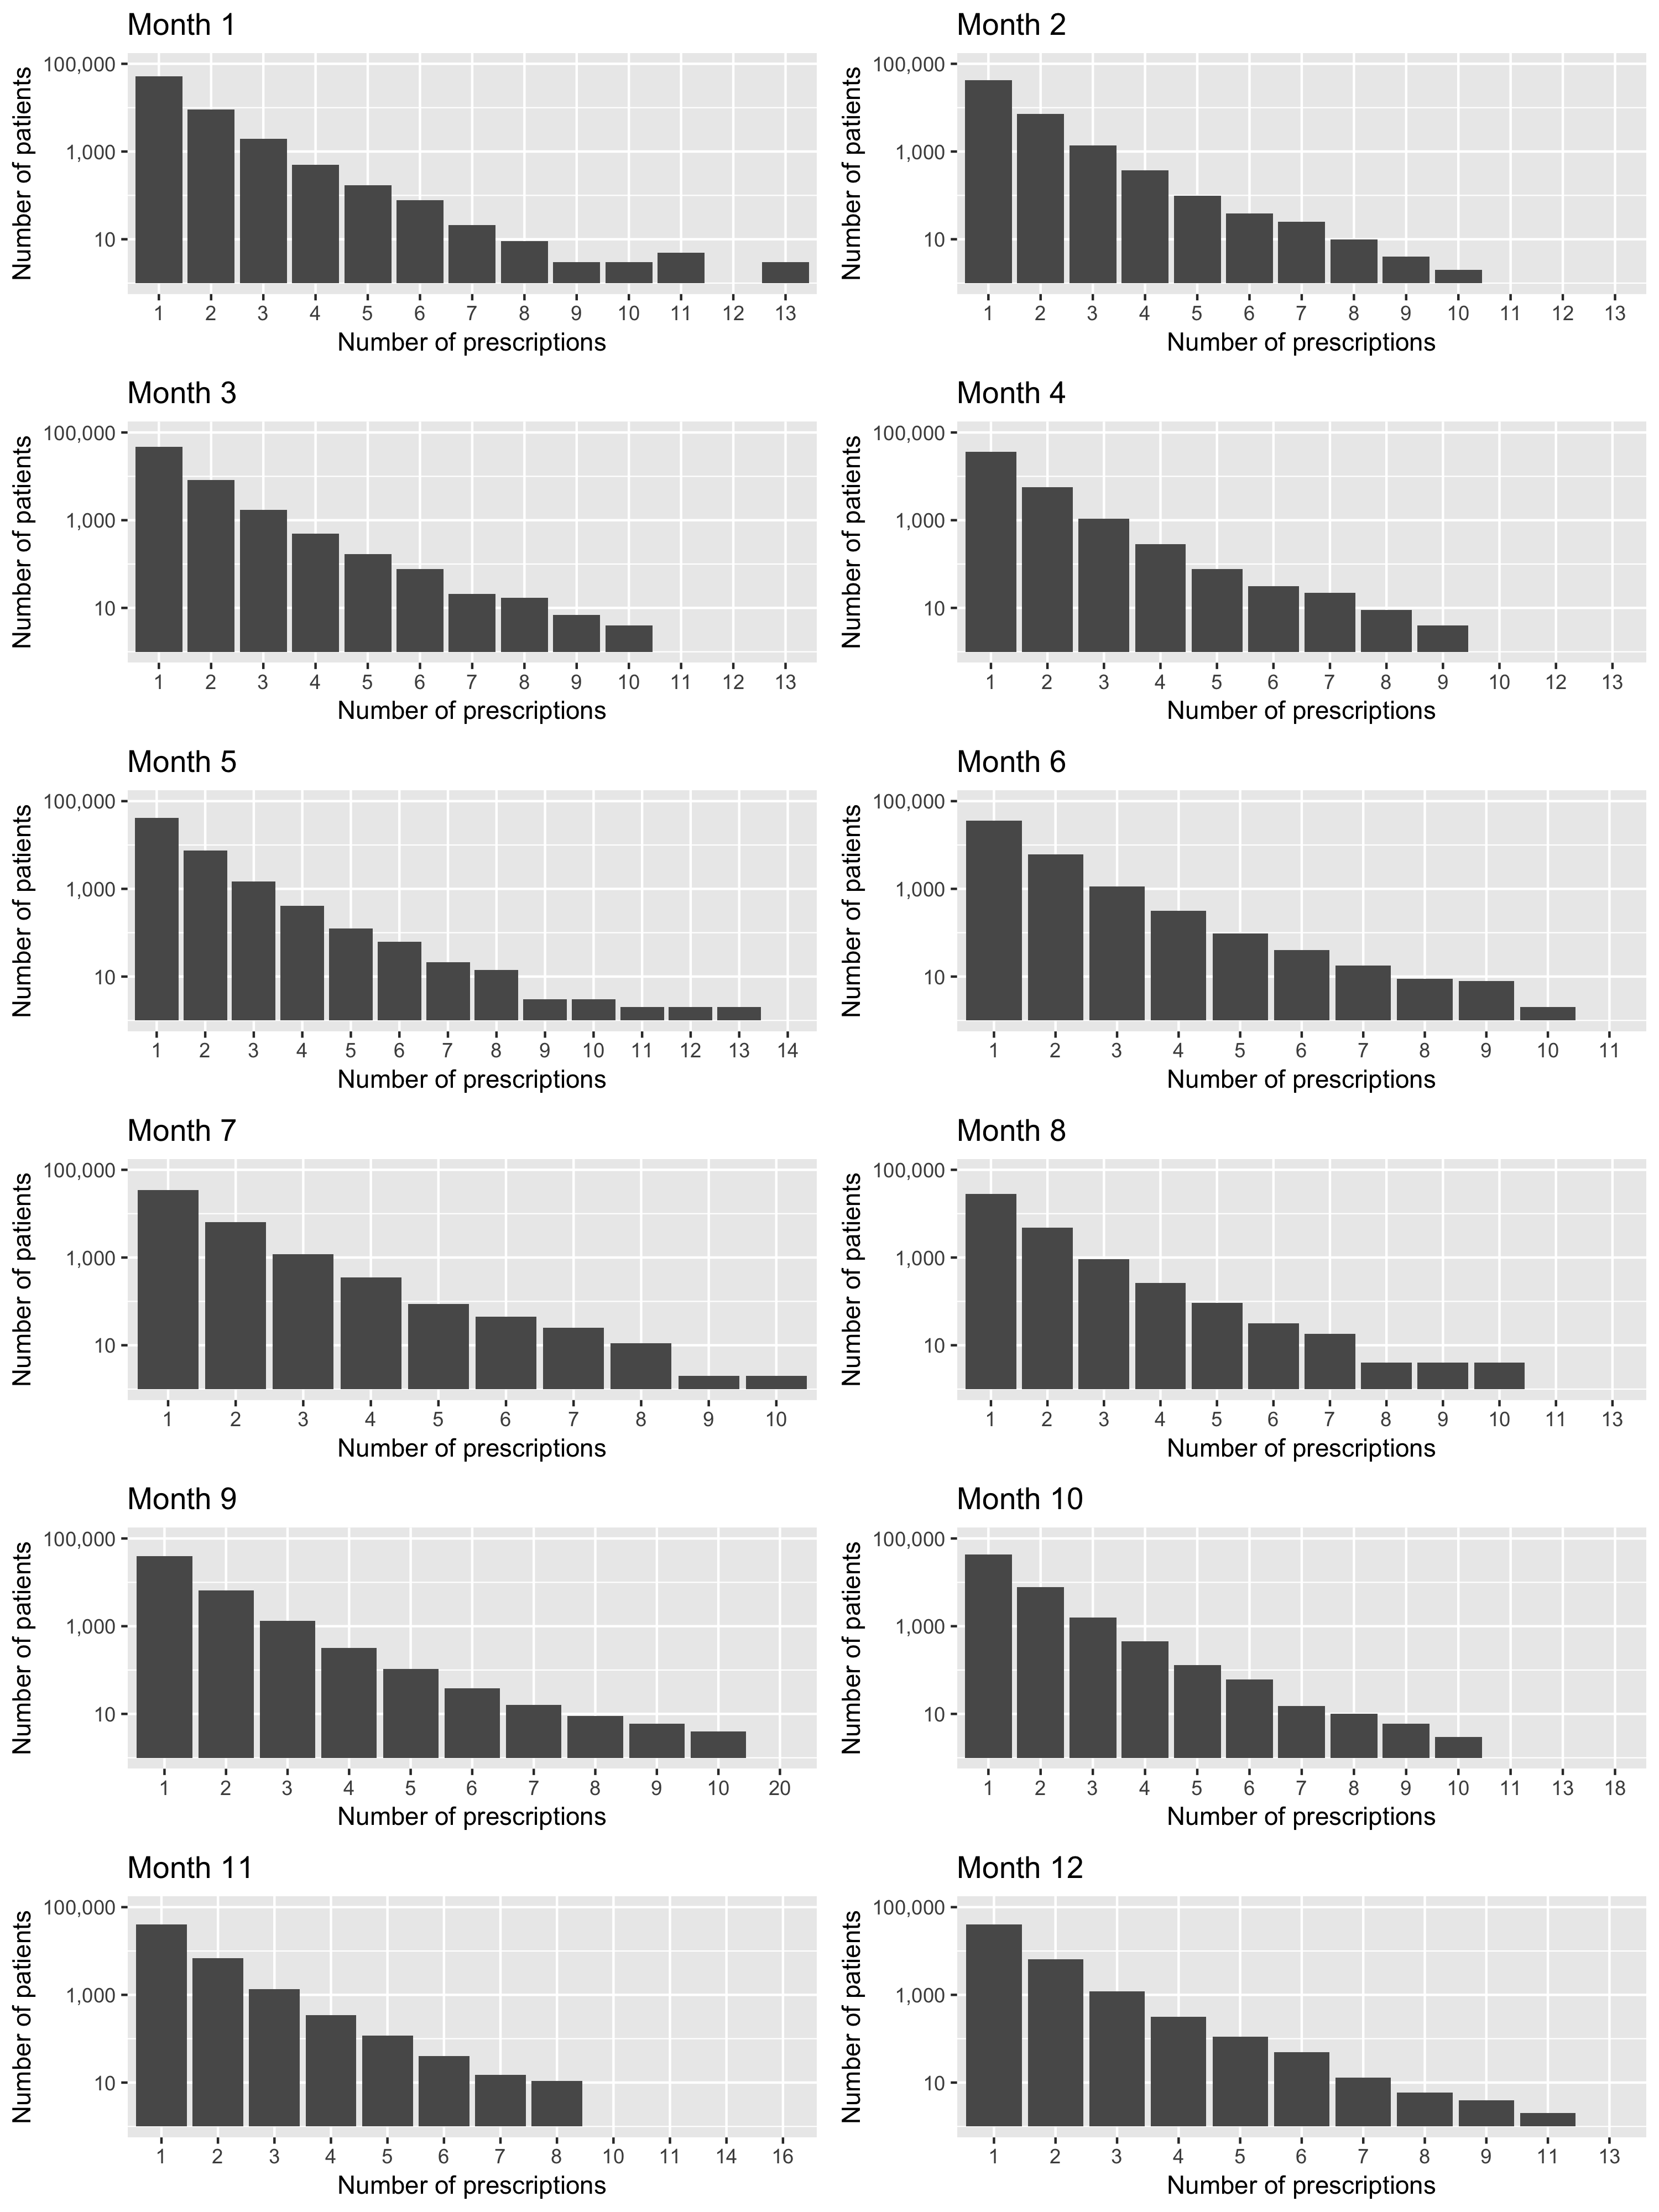 Month 1
Number of patients
100,000
1,000
10
1 2 3 4 5 6 7 8 9 10 11 12 13
Number of prescriptions
Month 2
Number of patients
100,000
1,000
10
1 2 3 4 5 6 7 8 9 10 11 12 13
Number of prescriptions
Month 3
Number of patients
100,000
1,000
10
1 2 3 4 5 6 7 8 9 10 11 12 13
Number of prescriptions
Month 4
Number of patients
100,000
1,000
10
1 2 3 4 5 6 7 8 9 10 12 13
Number of prescriptions
Month 5
Number of patients
100,000
1,000
10
1 2 3 4 5 6 7 8 9 10 11 12 13 14
Number of prescriptions
Month 6
Number of patients
100,000
1,000
10
1 2 3 4 5 6 7 8 9 10 11
Number of prescriptions
Month 7
Number of patients
100,000
1,000
10
1 2 3 4 5 6 7 8 9 10
Number of prescriptions
Month 8
Number of patients
100,000
1,000
10
1 2 3 4 5 6 7 8 9 10 11 13
Number of prescriptions
Month 9
Number of patients
100,000
1,000
10
1 2 3 4 5 6 7 8 9 10 20
Number of prescriptions
Month 10
Number of patients
100,000
1,000
10
1 2 3 4 5 6 7 8 9 10 11 13 18
Number of prescriptions
Month 11
Number of patients
100,000
1,000
10
1 2 3 4 5 6 7 8 10 11 14 16
Number of prescriptions
Month 12
Number of patients
100,000
1,000
10
1 2 3 4 5 6 7 8 9 11 13
Number of prescriptions